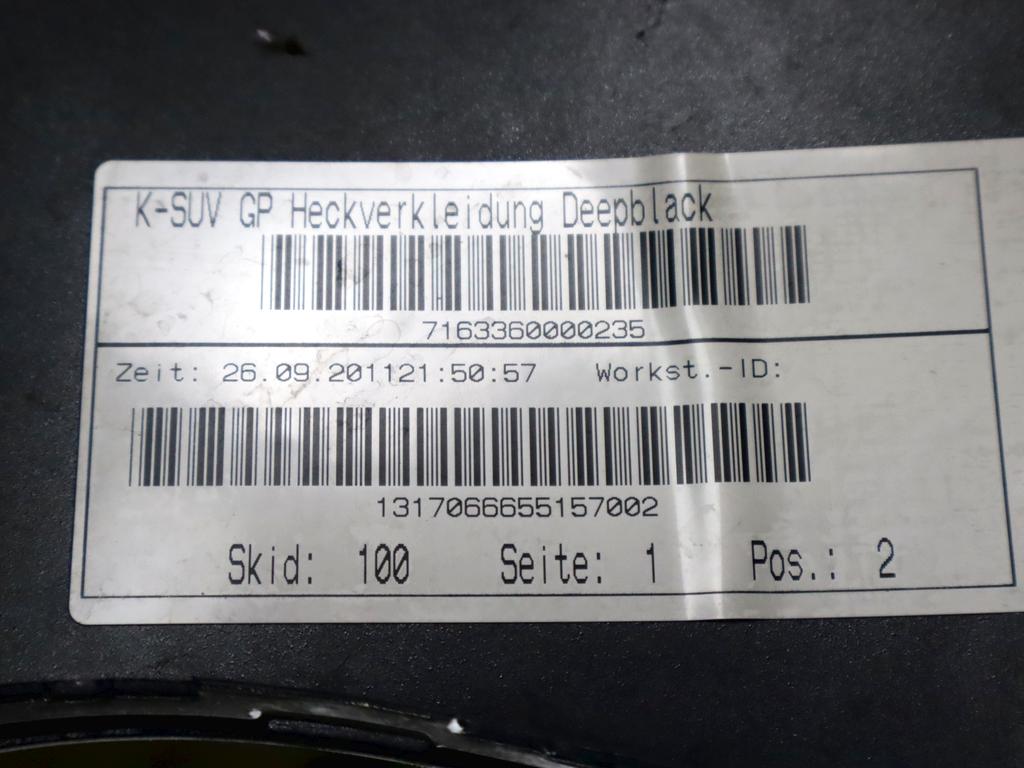 K-SUV GP Heckverkleidung Deepblack
7163360000235
Zeit: 26.09.201121:50:57 Workst.-ID:
1317066655157002
Skid: 100 Seite: 1 Pos.: 2